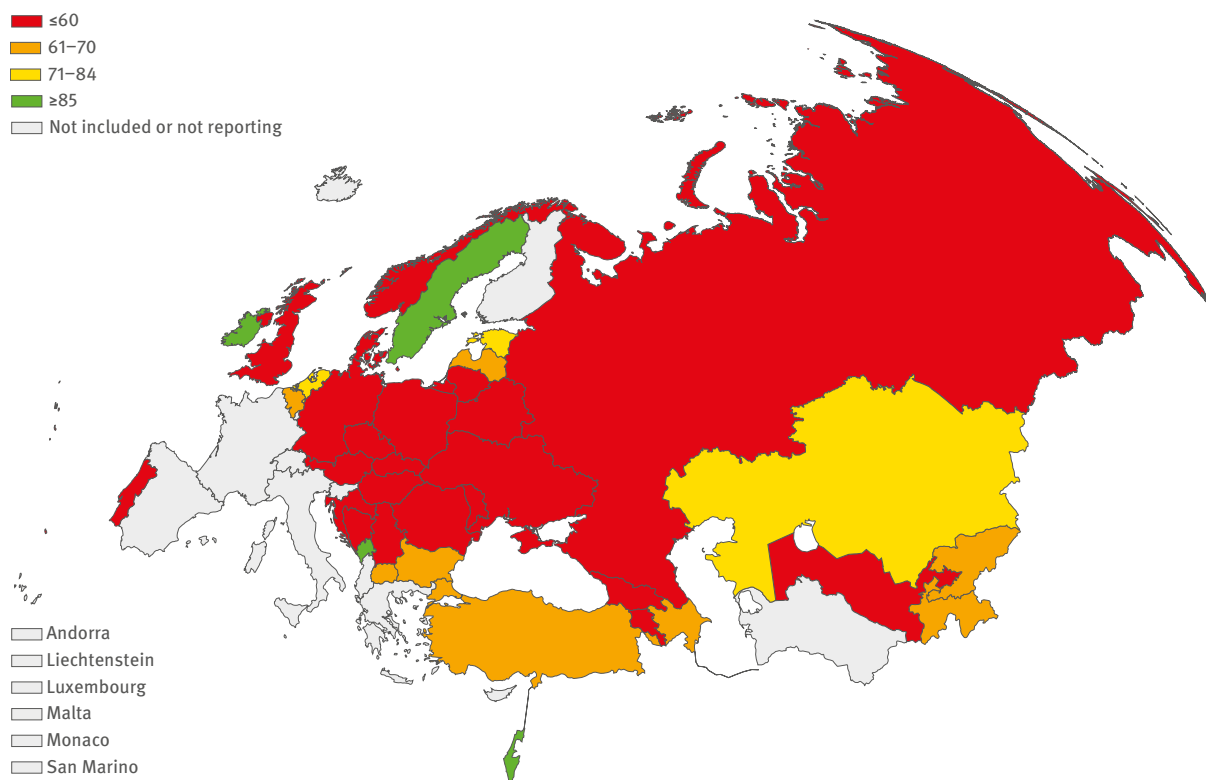 ≤60
61–70
71–84
≥85
Not included or not reporting
Andorra
Liechtenstein
Luxembourg
Malta
Monaco
San Marino